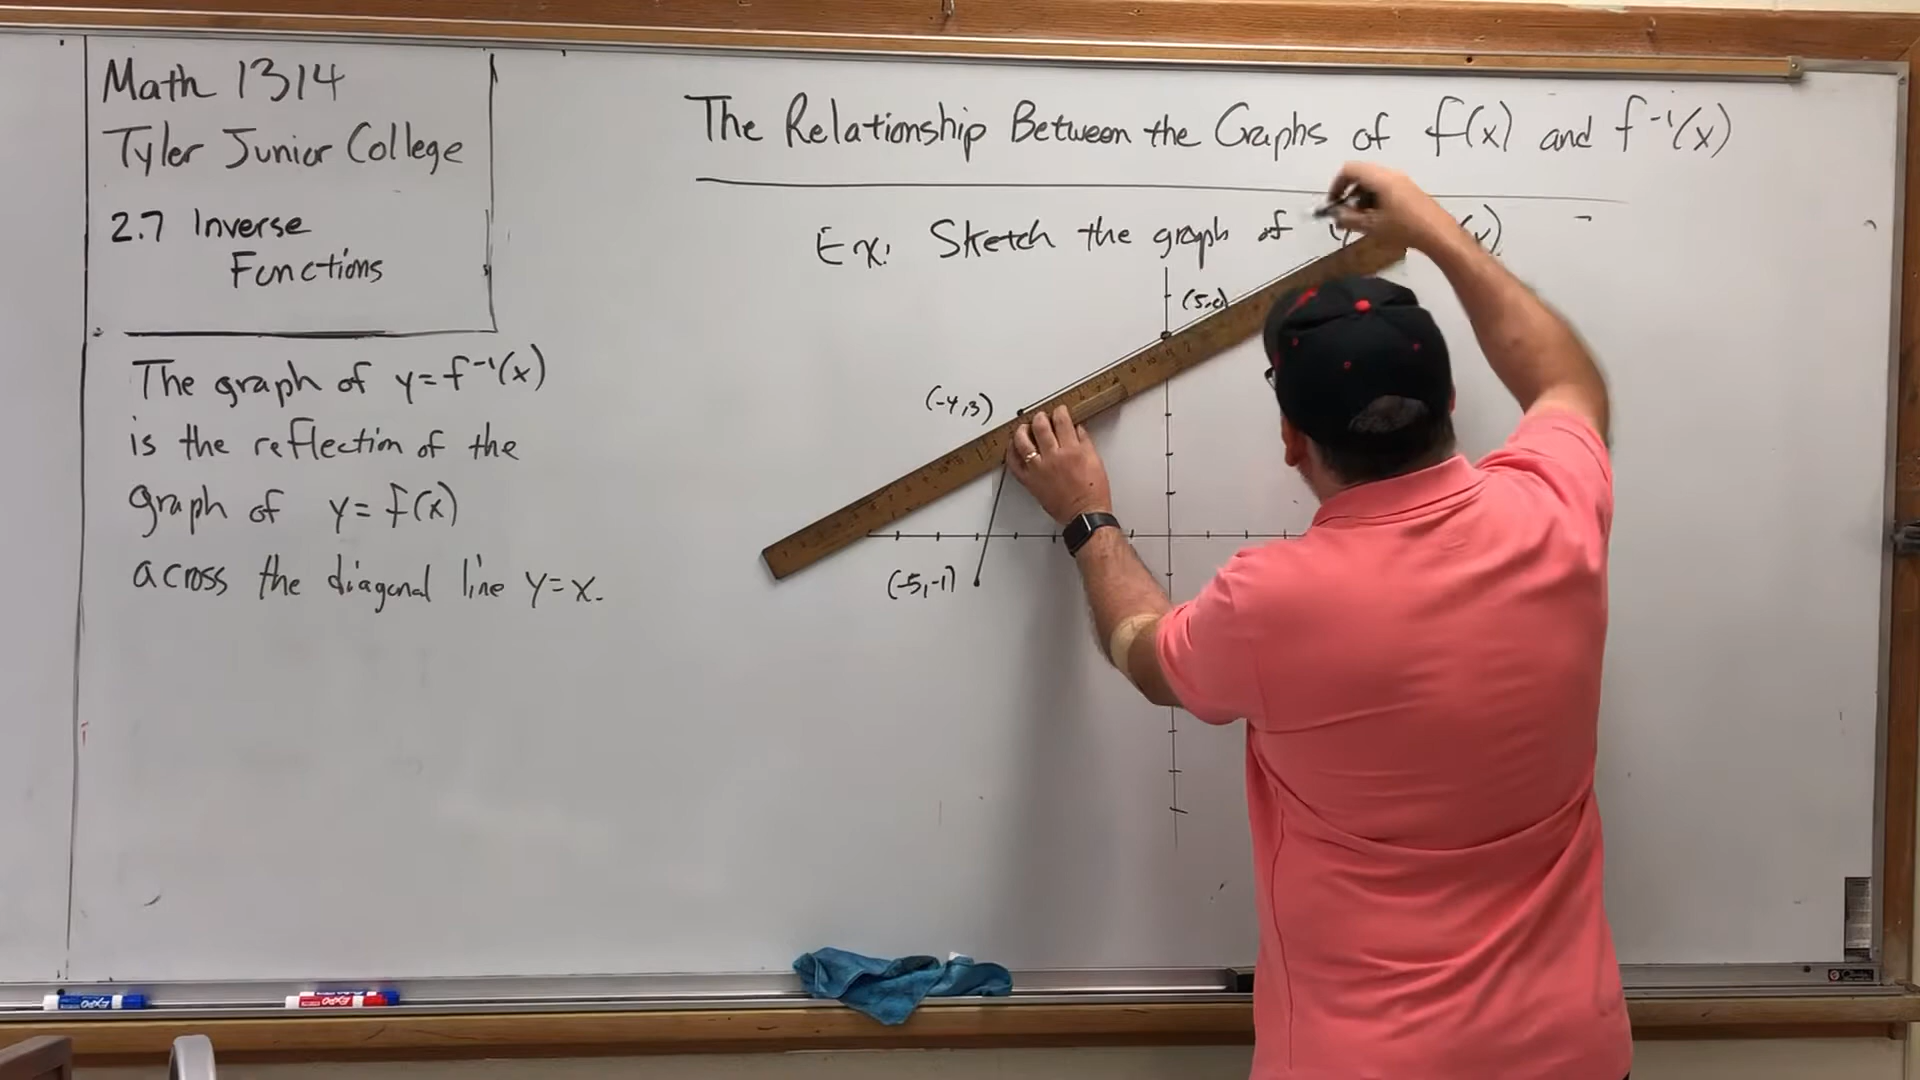 Math 1314
Tyler Junior College
2.7 Inverse
Functions
The graph of y=f⁻¹(x)
is the reflection of the
graph of y=f(x)
across the diagonal line y=x.
The Relationship Between the Graphs of f(x) and f⁻¹(x)
Ex: Sketch the graph of
(-4,3)
(-5,-1)
EXPO
EXPO